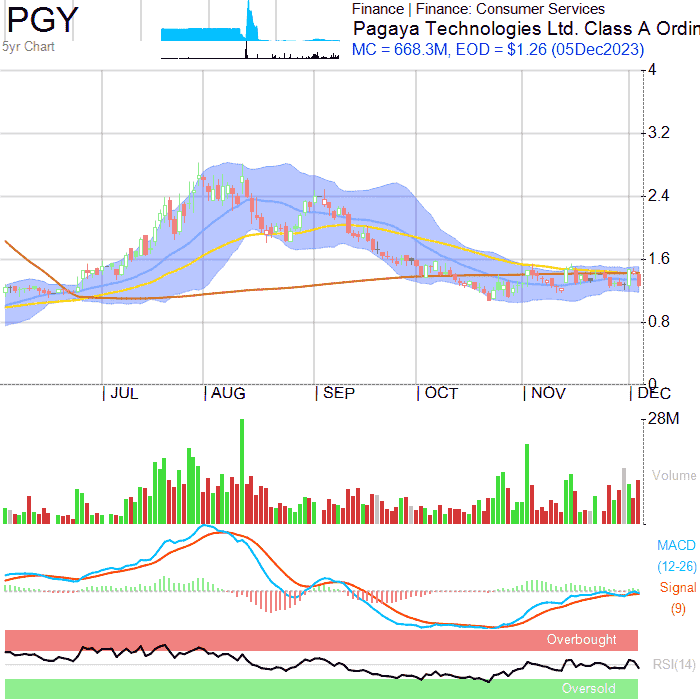 PGY
5yr Chart
Finance | Finance: Consumer Services
Pagaya Technologies Ltd. Class A Ordin
MC = 668.3M, EOD = $1.26 (05Dec2023)
4
3.2
2.4
1.6
0.8
0
JUL AUG SEP OCT NOV DEC
28M
Volume
MACD
(12-26)
Signal
(9)
Overbought
RSI(14)
Oversold